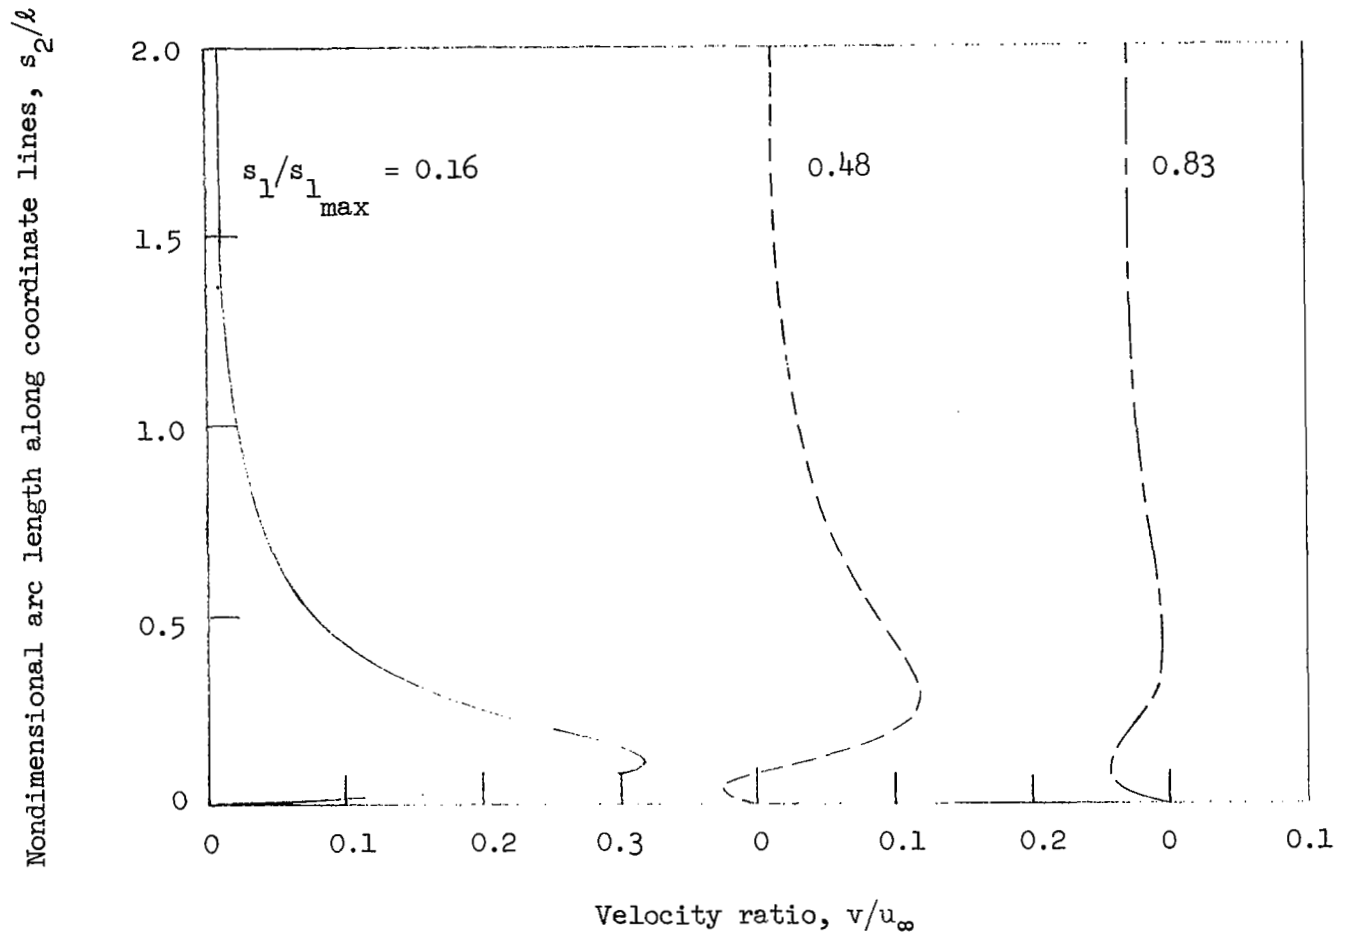 Nondimensional arc length along coordinate lines, s₂/ℓ
2.0
s₁/s₁max = 0.16
0.48
0.83
1.5
1.0
0.5
0
0 0.1 0.2 0.3 0 0.1 0.2 0 0.1
Velocity ratio, v/u∞